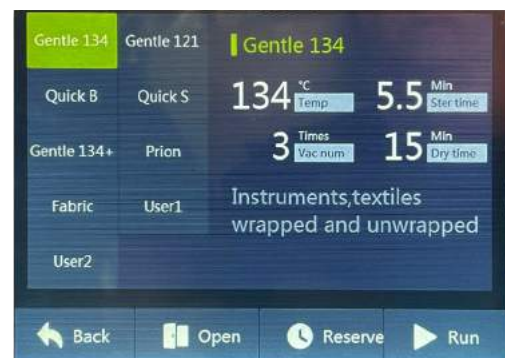 Gentle 134 Gentle 121
Quick B Quick S
Gentle 134+ Prion
Fabric User1
User2
Gentle 134
134 °C Temp 5.5 Min Ster time
3 Times Vac num 15 Min Dry time
Instruments,textiles
wrapped and unwrapped
Back Open Reserve Run